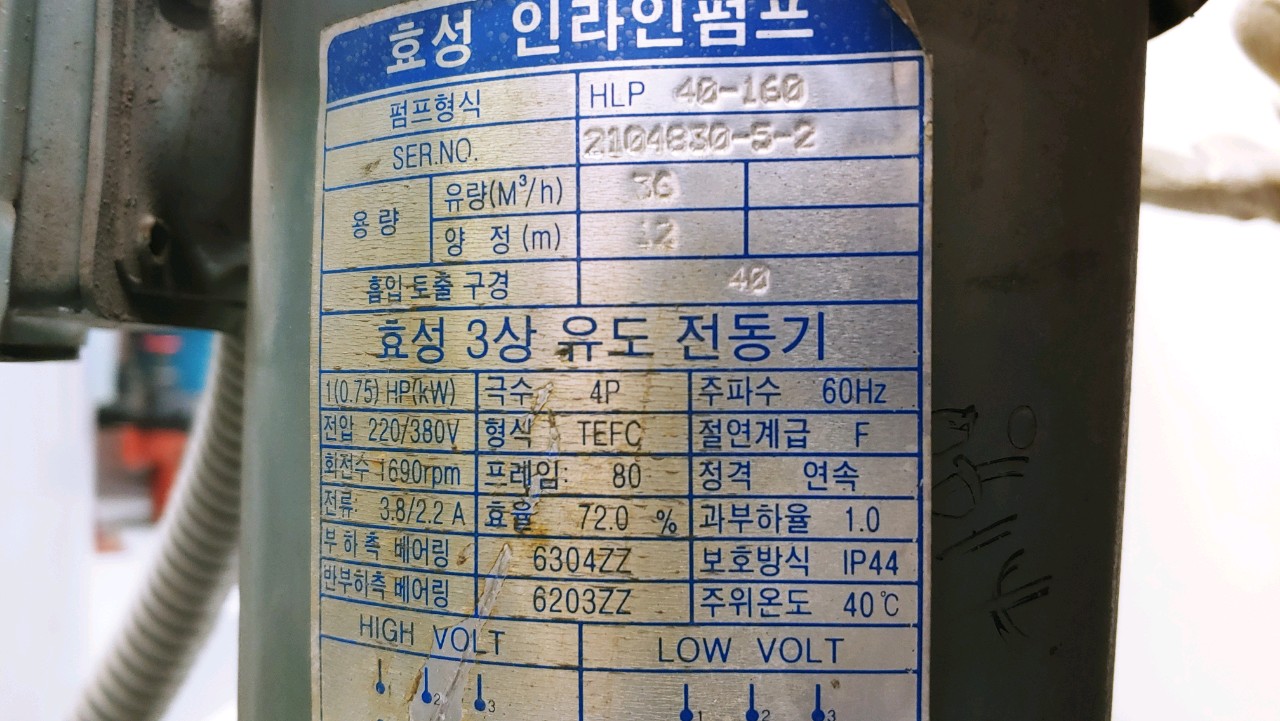 효성 인라인펌프
펌프형식 HLP 40-160
SER.NO. 2104830-5-2
용량 유량(M³/h)
양 정(m) 12
흡입토출구경 40
효성 3상 유도 전동기
1(0.75) HP(kW) 극수 4P 주파수 60Hz
전압 220/380V 형식 TEFC 절연계급 F
회전수 1690rpm 프레임: 80 정격 연속
전류: 3.8/2.2 A 효율 72.0 % 과부하율 1.0
부하측 베어링 6304ZZ 보호방식 IP44
반부하측베어링 6203ZZ 주위온도 40℃
HIGH VOLT LOW VOLT
2 3 1 2 3